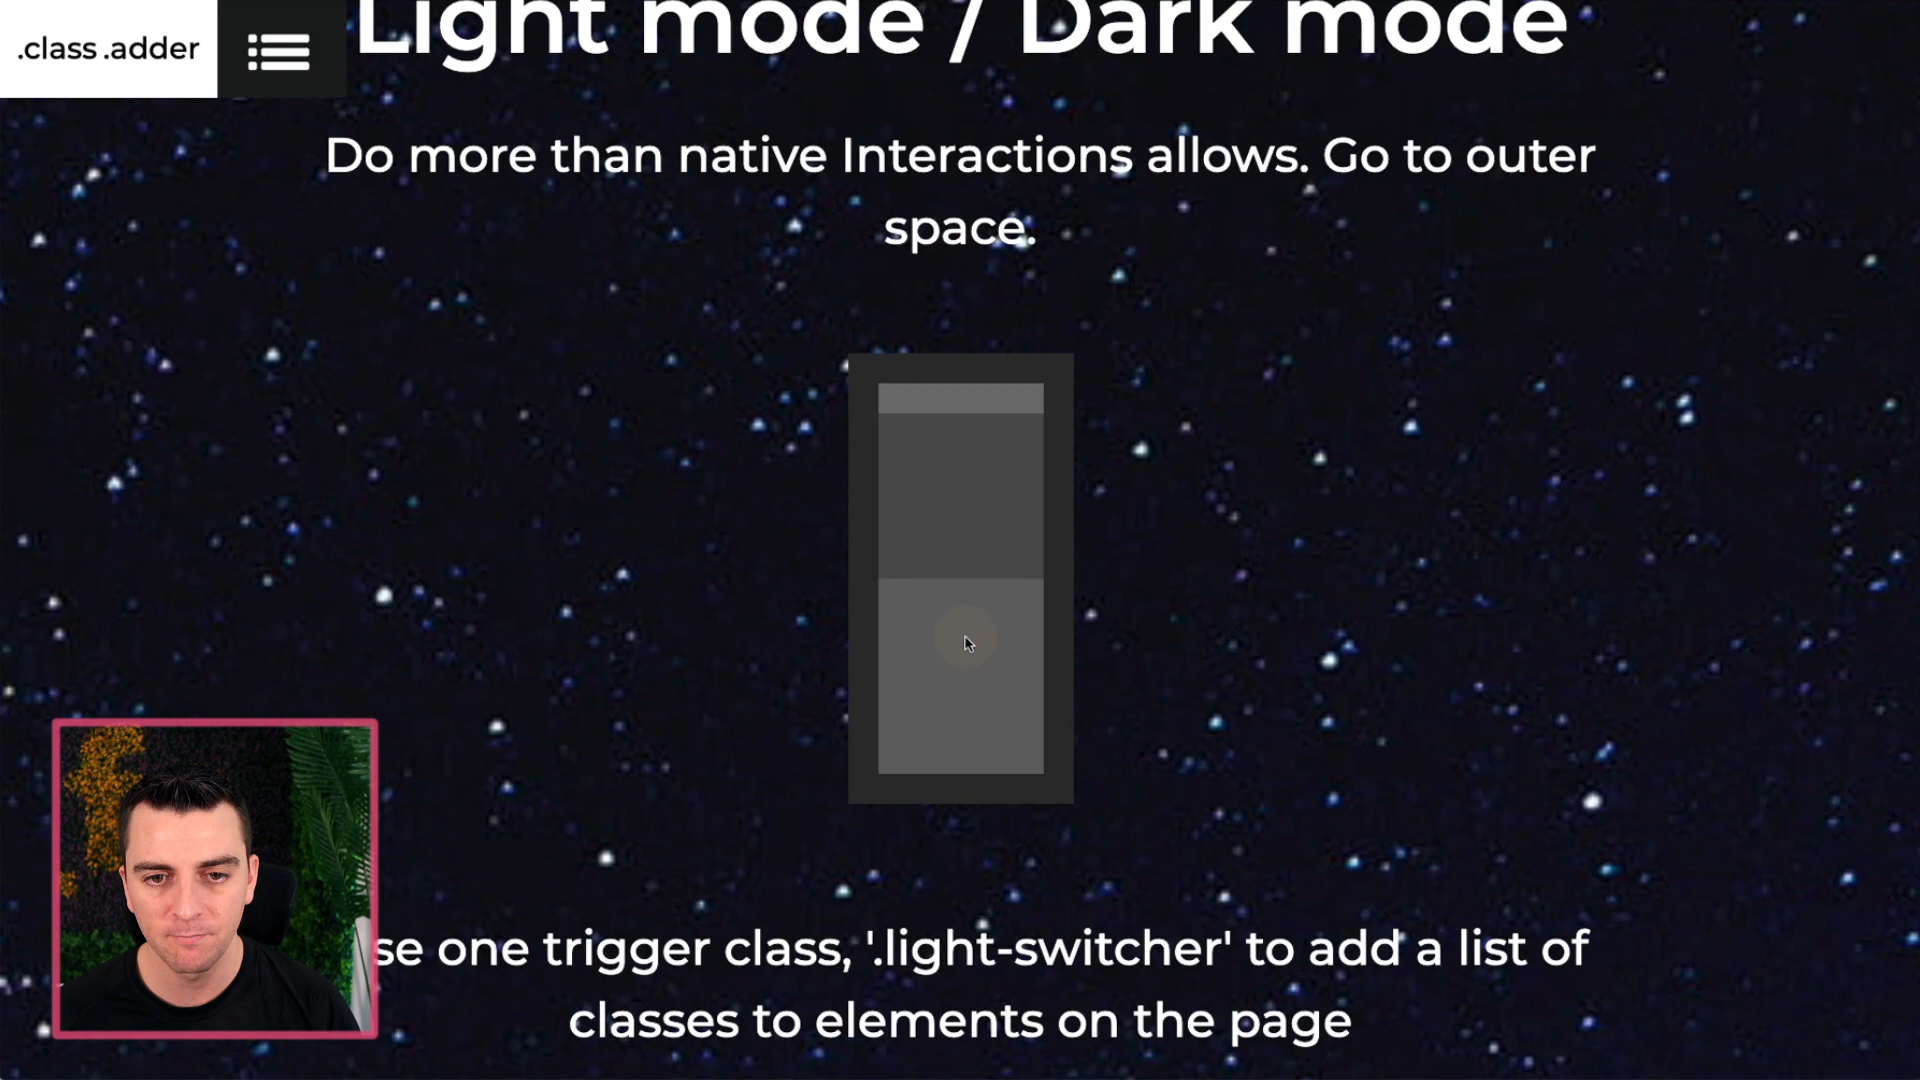 .class .adder
Light mode / Dark mode
Do more than native Interactions allows. Go to outer
space.
se one trigger class, '.light-switcher' to add a list of
classes to elements on the page